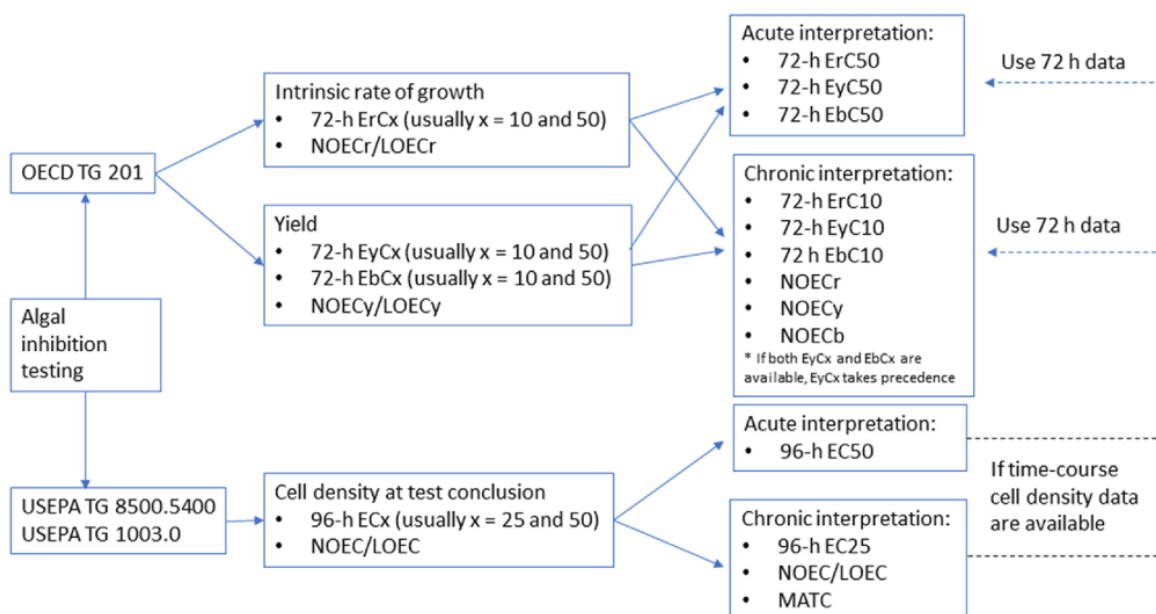 Algal
inhibition
testing
OECD TG 201
Intrinsic rate of growth
• 72-h ErCx (usually x = 10 and 50)
• NOECr/LOECr
Yield
• 72-h EyCx (usually x = 10 and 50)
• 72-h EbCx (usually x = 10 and 50)
• NOECy/LOECy
Acute interpretation:
• 72-h ErC50
• 72-h EyC50
• 72-h EbC50
Use 72 h data
Chronic interpretation:
• 72-h ErC10
• 72-h EyC10
• 72 h EbC10
• NOECr
• NOECy
• NOECb
* If both EyCx and EbCx are
available, EyCx takes precedence
Use 72 h data
USEPA TG 8500.5400
USEPA TG 1003.0
Cell density at test conclusion
• 96-h ECx (usually x = 25 and 50)
• NOEC/LOEC
Acute interpretation:
• 96-h EC50
Chronic interpretation:
• 96-h EC25
• NOEC/LOEC
• MATC
If time-course
cell density data
are available